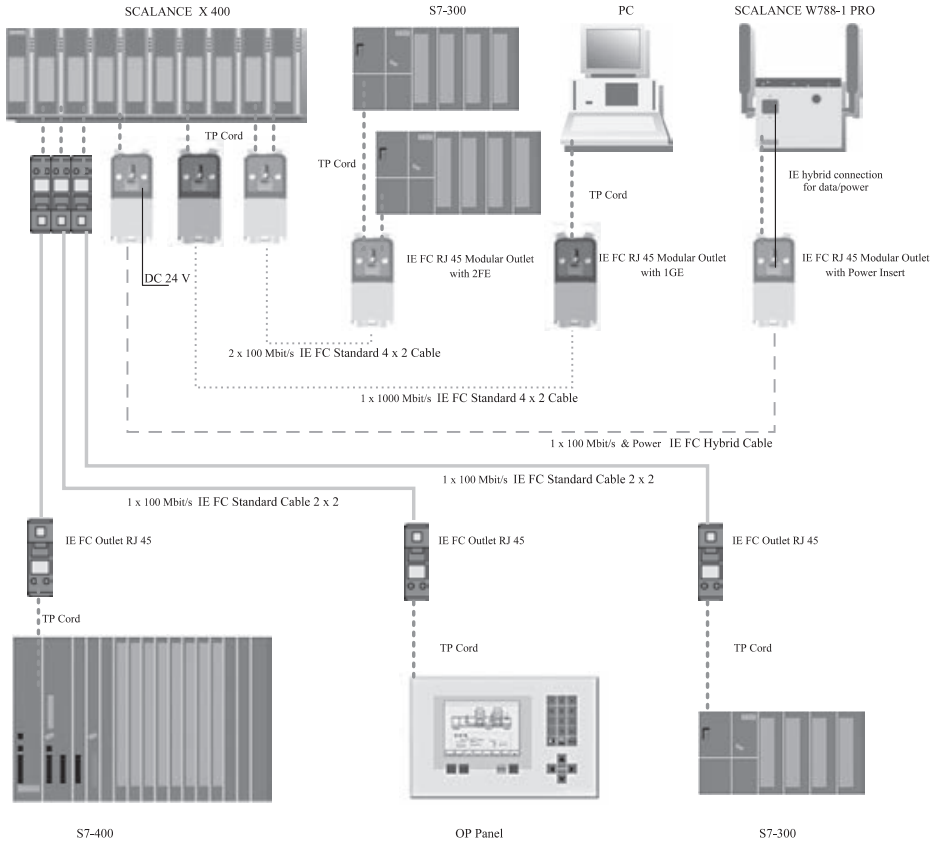 SCALANCE X 400
S7-300
PC
SCALANCE W788-1 PRO
TP Cord
TP Cord
TP Cord
IE hybrid connection
for data/power
DC 24 V
IE FC RJ 45 Modular Outlet
with 2FE
IE FC RJ 45 Modular Outlet
with 1GE
IE FC RJ 45 Modular Outlet
with Power Insert
2 x 100 Mbit/s IE FC Standard 4 x 2 Cable
1 x 1000 Mbit/s IE FC Standard 4 x 2 Cable
1 x 100 Mbit/s & Power IE FC Hybrid Cable
1 x 100 Mbit/s IE FC Standard Cable 2 x 2
1 x 100 Mbit/s IE FC Standard Cable 2 x 2
IE FC Outlet RJ 45
IE FC Outlet RJ 45
IE FC Outlet RJ 45
TP Cord
TP Cord
TP Cord
S7-400
OP Panel
S7-300